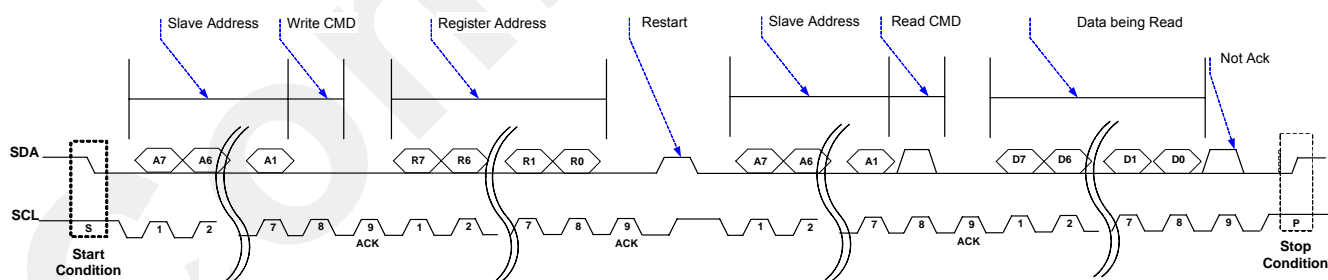 Slave Address Write CMD Register Address Restart Slave Address Read CMD Data being Read
Not Ack
SDA A7 A6 A1 R7 R6 R1 R0 A7 A6 A1 D7 D6 D1 D0
SCL S 1 2 7 8 9 1 2 7 8 9 1 2 7 8 9 1 2 7 8 9 P
ACK ACK ACK
Start Condition
Stop Condition